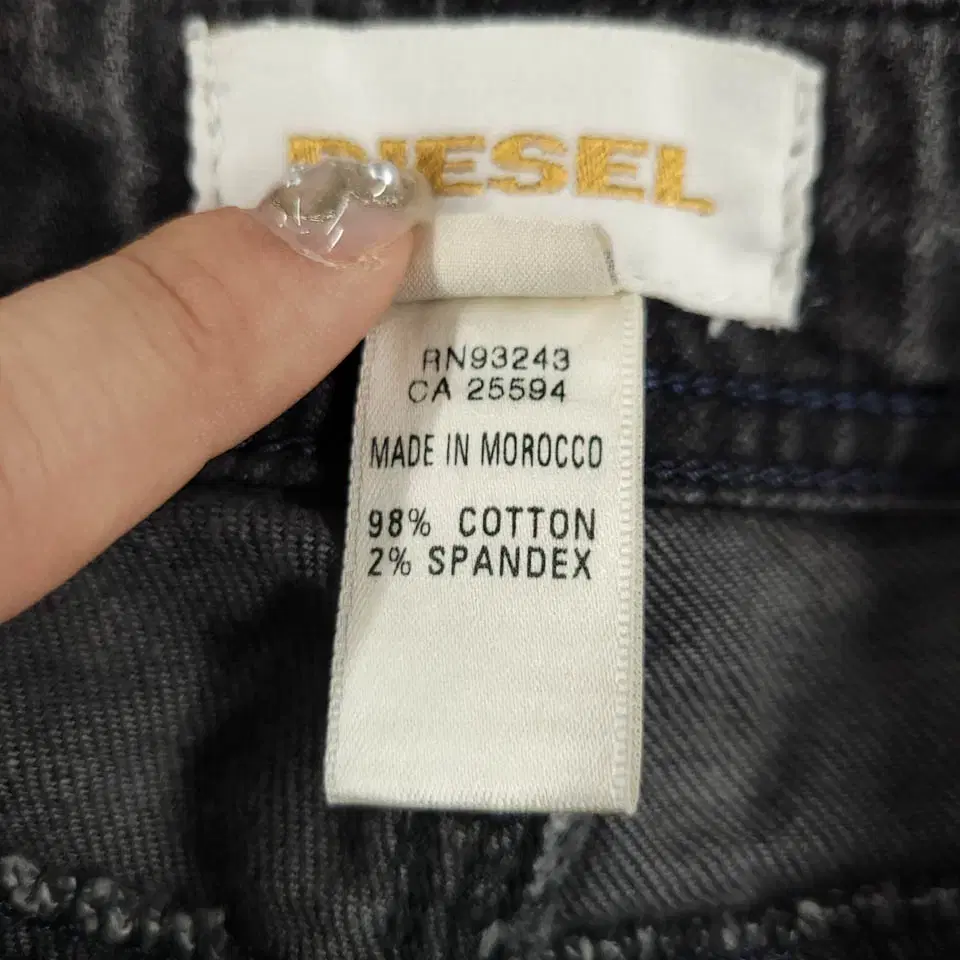 DIESEL
RN93243
CA 25594
MADE IN MOROCCO
98% COTTON
2% SPANDEX